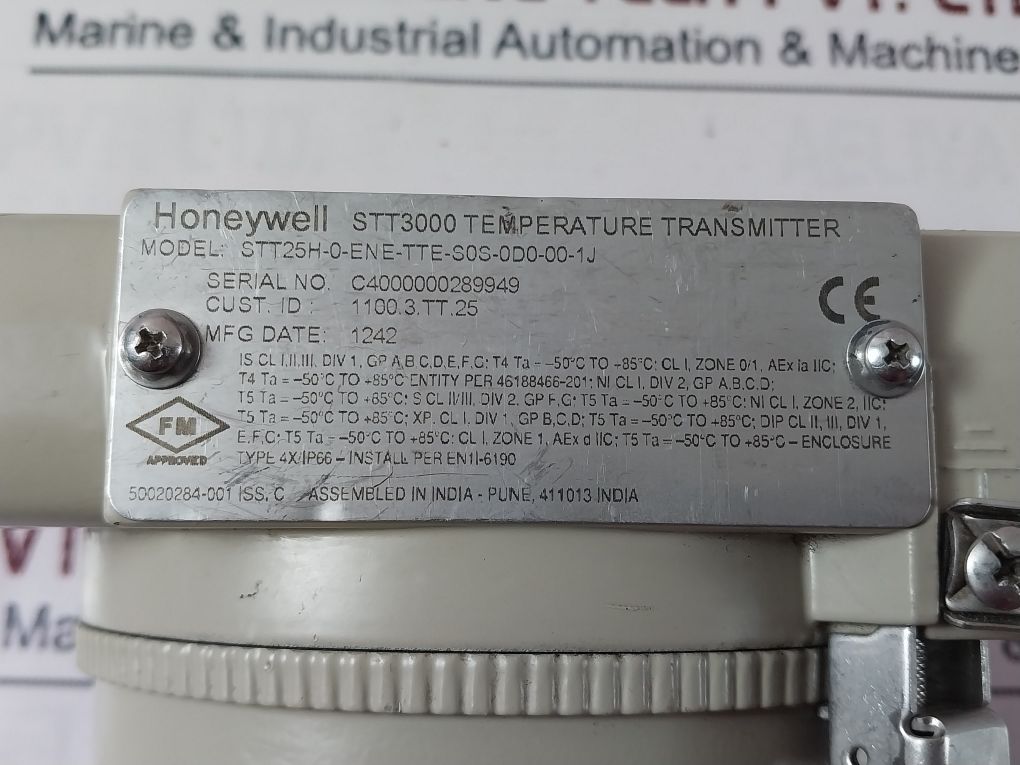 Marine & Industrial Automation & Machine
Honeywell STT3000 TEMPERATURE TRANSMITTER
MODEL: STT25H-0-ENE-TTE-S0S-0D0-00-1J
SERIAL NO. C4000000289949
CUST. ID : 1100.3.TT.25
MFG DATE: 1242
CE
IS CL I,II,III, DIV 1, GP A,B,C,D,E,F,G; T4 Ta = -50°C TO +85°C; CL I, ZONE 0/1, AEx ia IIC;
T4 Ta = -50°C TO +85°C ENTITY PER 46188466-201; NI CL I, DIV 2, GP A,B,C,D;
T5 Ta = -50°C TO +85°C; S CL II/III, DIV 2, GP F,G; T5 Ta = -50°C TO +85°C; NI CL I, ZONE 2, IIC;
T5 Ta = -50°C TO +85°C; XP, CL I, DIV 1, GP B,C,D; T5 Ta = -50°C TO +85°C; DIP CL II, III, DIV 1,
E,F,G; T5 Ta = -50°C TO +85°C; CL I, ZONE 1, AEx d IIC; T5 Ta = -50°C TO +85°C - ENCLOSURE
TYPE 4X/IP66 - INSTALL PER EN1I-6190
FM
APPROVED
50020284-001 ISS. C ASSEMBLED IN INDIA - PUNE, 411013 INDIA
Ma